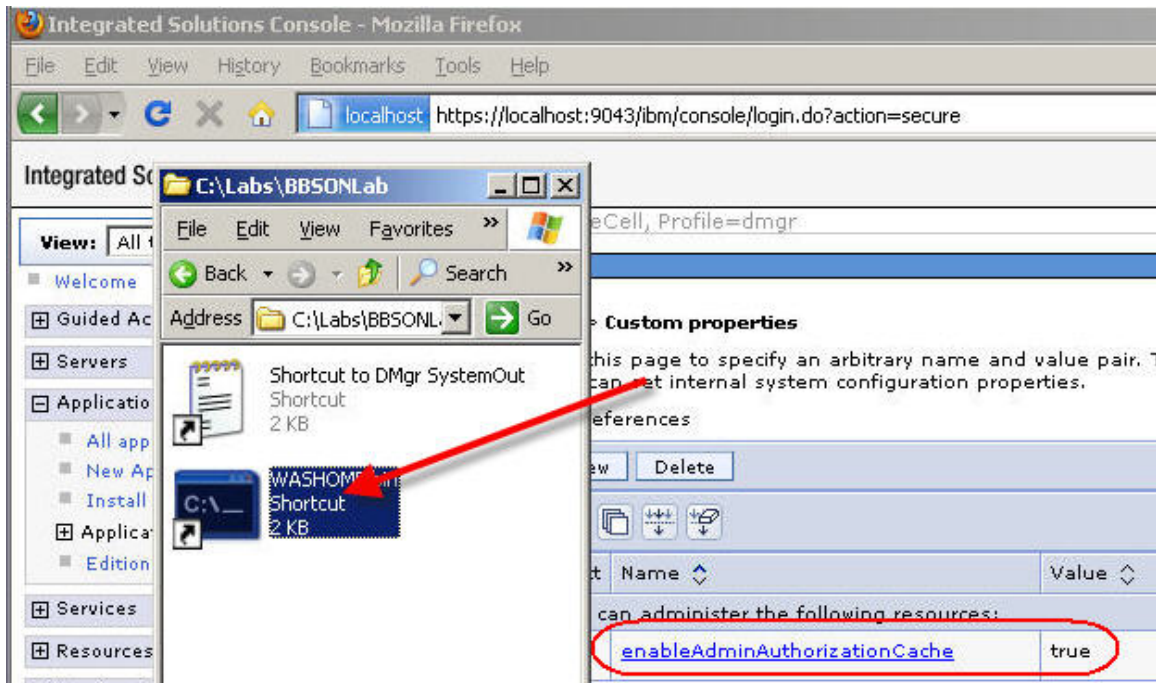 Integrated Solutions Console - Mozilla Firefox
File Edit View History Bookmarks Tools Help
localhost https://localhost:9043/ibm/console/login.do?action=secure
Integrated So
C:\Labs\BBSONLab
eCell, Profile=dmgr
View: All t
File Edit View Favorites »
Welcome
Back Search »
Guided Ac
Address C:\Labs\BBSONL Go
Custom properties
Servers
his page to specify an arbitrary name and value pair. T
Shortcut to DMgr SystemOut
can set internal system configuration properties.
Shortcut
2 KB
Applicatio
eferences
All app
New Ap
ew Delete
WASHOME
Install
C:\_
Shortcut
2 KB
Applica
Edition
t Name Value
Services
can administer the following resources:
Resources
enableAdminAuthorizationCache true